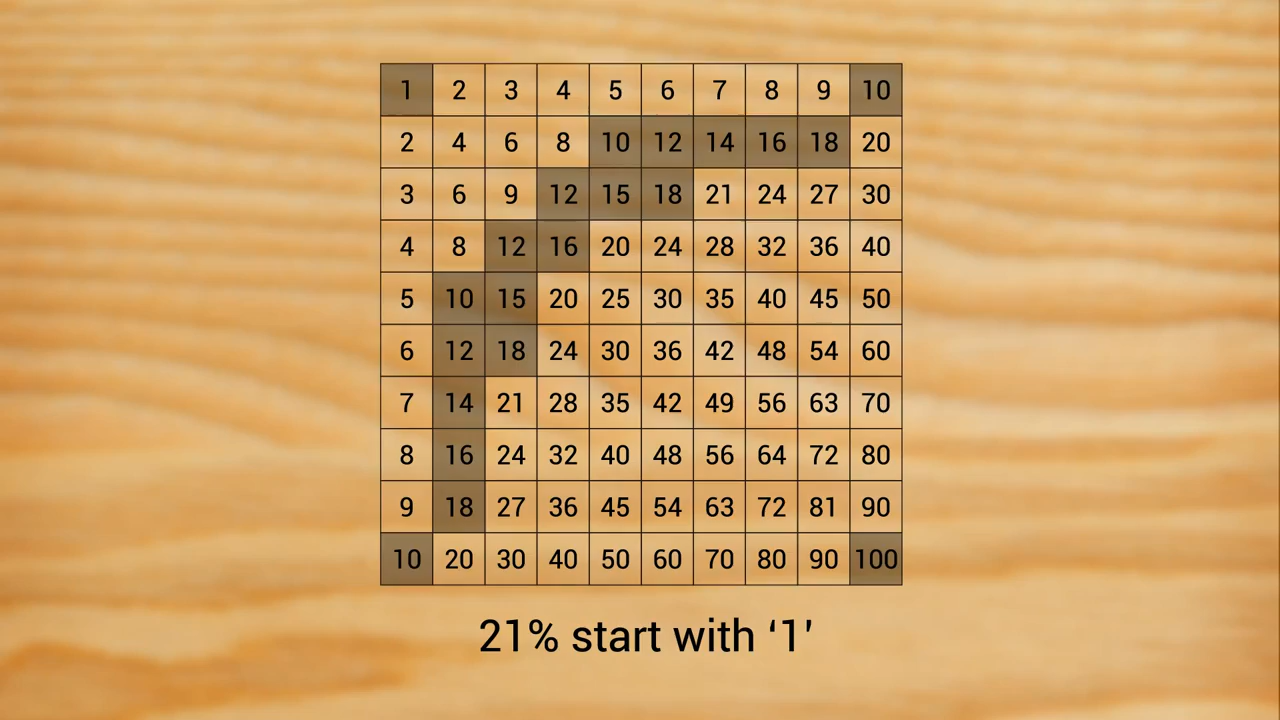 1 2 3 4 5 6 7 8 9 10
2 4 6 8 10 12 14 16 18 20
3 6 9 12 15 18 21 24 27 30
4 8 12 16 20 24 28 32 36 40
5 10 15 20 25 30 35 40 45 50
6 12 18 24 30 36 42 48 54 60
7 14 21 28 35 42 49 56 63 70
8 16 24 32 40 48 56 64 72 80
9 18 27 36 45 54 63 72 81 90
10 20 30 40 50 60 70 80 90 100
21% start with ‘1’